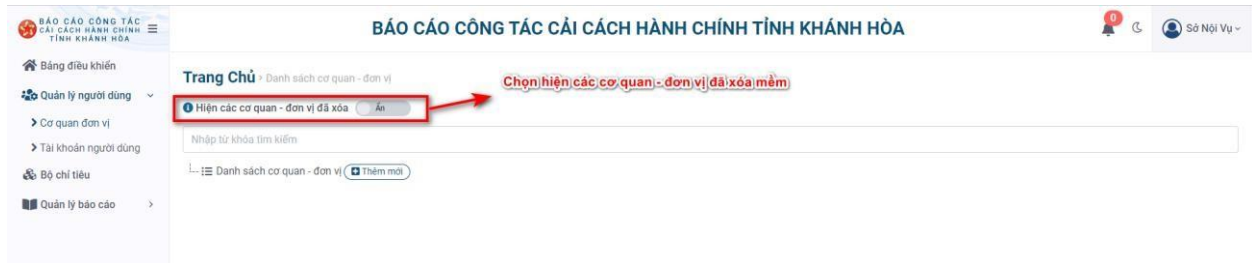 BÁO CÁO CÔNG TÁC
CẢI CÁCH HÀNH CHÍNH
TỈNH KHÁNH HÒA
BÁO CÁO CÔNG TÁC CẢI CÁCH HÀNH CHÍNH TỈNH KHÁNH HÒA
0
Sở Nội Vụ
Bảng điều khiển
Quản lý người dùng
Cơ quan đơn vị
Tài khoản người dùng
Bộ chỉ tiêu
Quản lý báo cáo
Trang Chủ > Danh sách cơ quan - đơn vị
Chọn hiện các cơ quan - đơn vị đã xóa mềm
Hiện các cơ quan - đơn vị đã xóa Ẩn
Nhập từ khóa tìm kiếm
Danh sách cơ quan - đơn vị Thêm mới